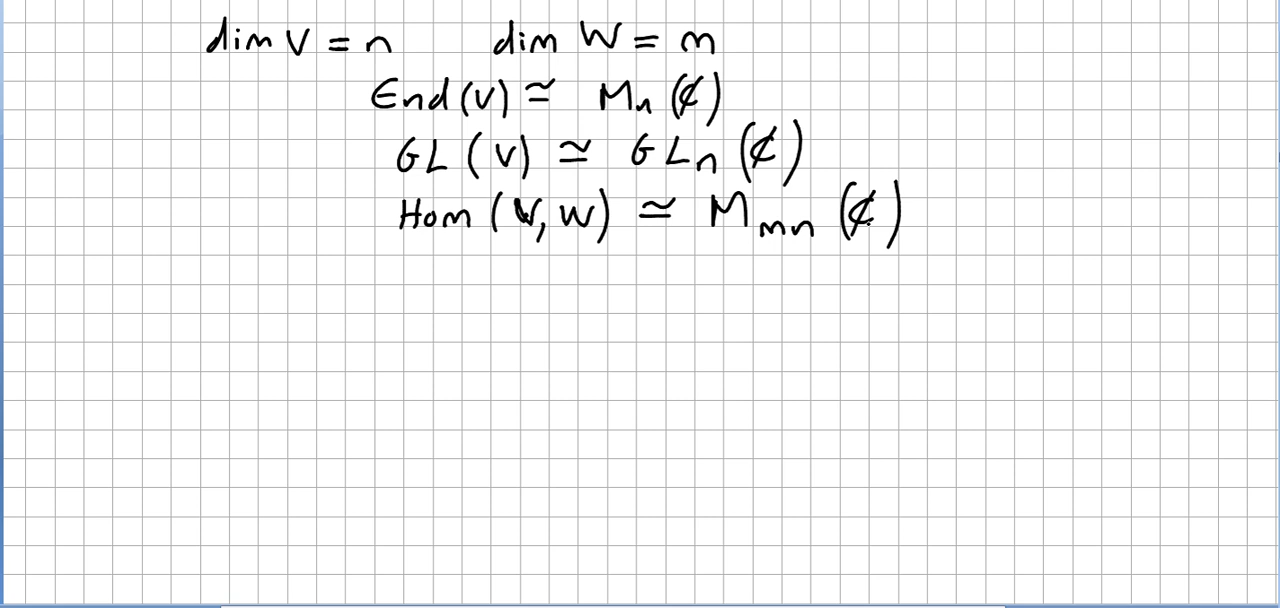 dim V = n    dim W = m
End(V) ≃ Mn(ℂ)
GL(V) ≃ GLn(ℂ)
Hom(V, W) ≃ Mmn(ℂ)